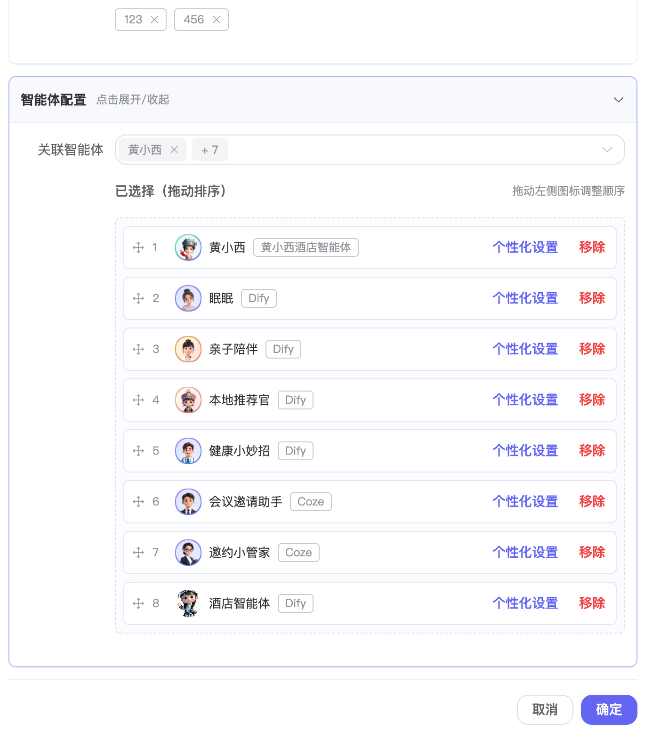 123 × 456 ×
智能体配置 点击展开/收起
关联智能体 黄小西 × + 7
已选择（拖动排序） 拖动左侧图标调整顺序
1 黄小西 黄小西酒店智能体 个性化设置 移除
2 眠眠 Dify 个性化设置 移除
3 亲子陪伴 Dify 个性化设置 移除
4 本地推荐官 Dify 个性化设置 移除
5 健康小妙招 Dify 个性化设置 移除
6 会议邀请助手 Coze 个性化设置 移除
7 邀约小管家 Coze 个性化设置 移除
8 酒店智能体 Dify 个性化设置 移除
取消 确定